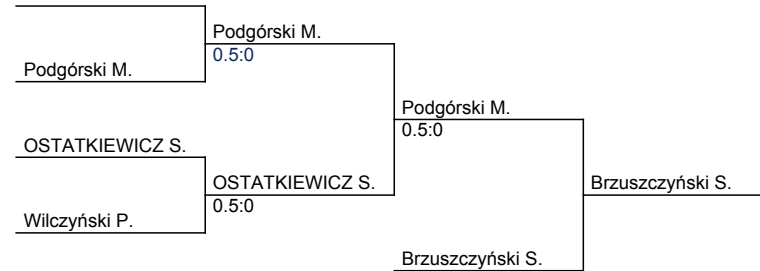 Podgórski M.
0.5:0
Podgórski M.
Podgórski M.
0.5:0
OSTATKIEWICZ S.
OSTATKIEWICZ S.
0.5:0
Brzuszczyński S.
Wilczyński P.
Brzuszczyński S.